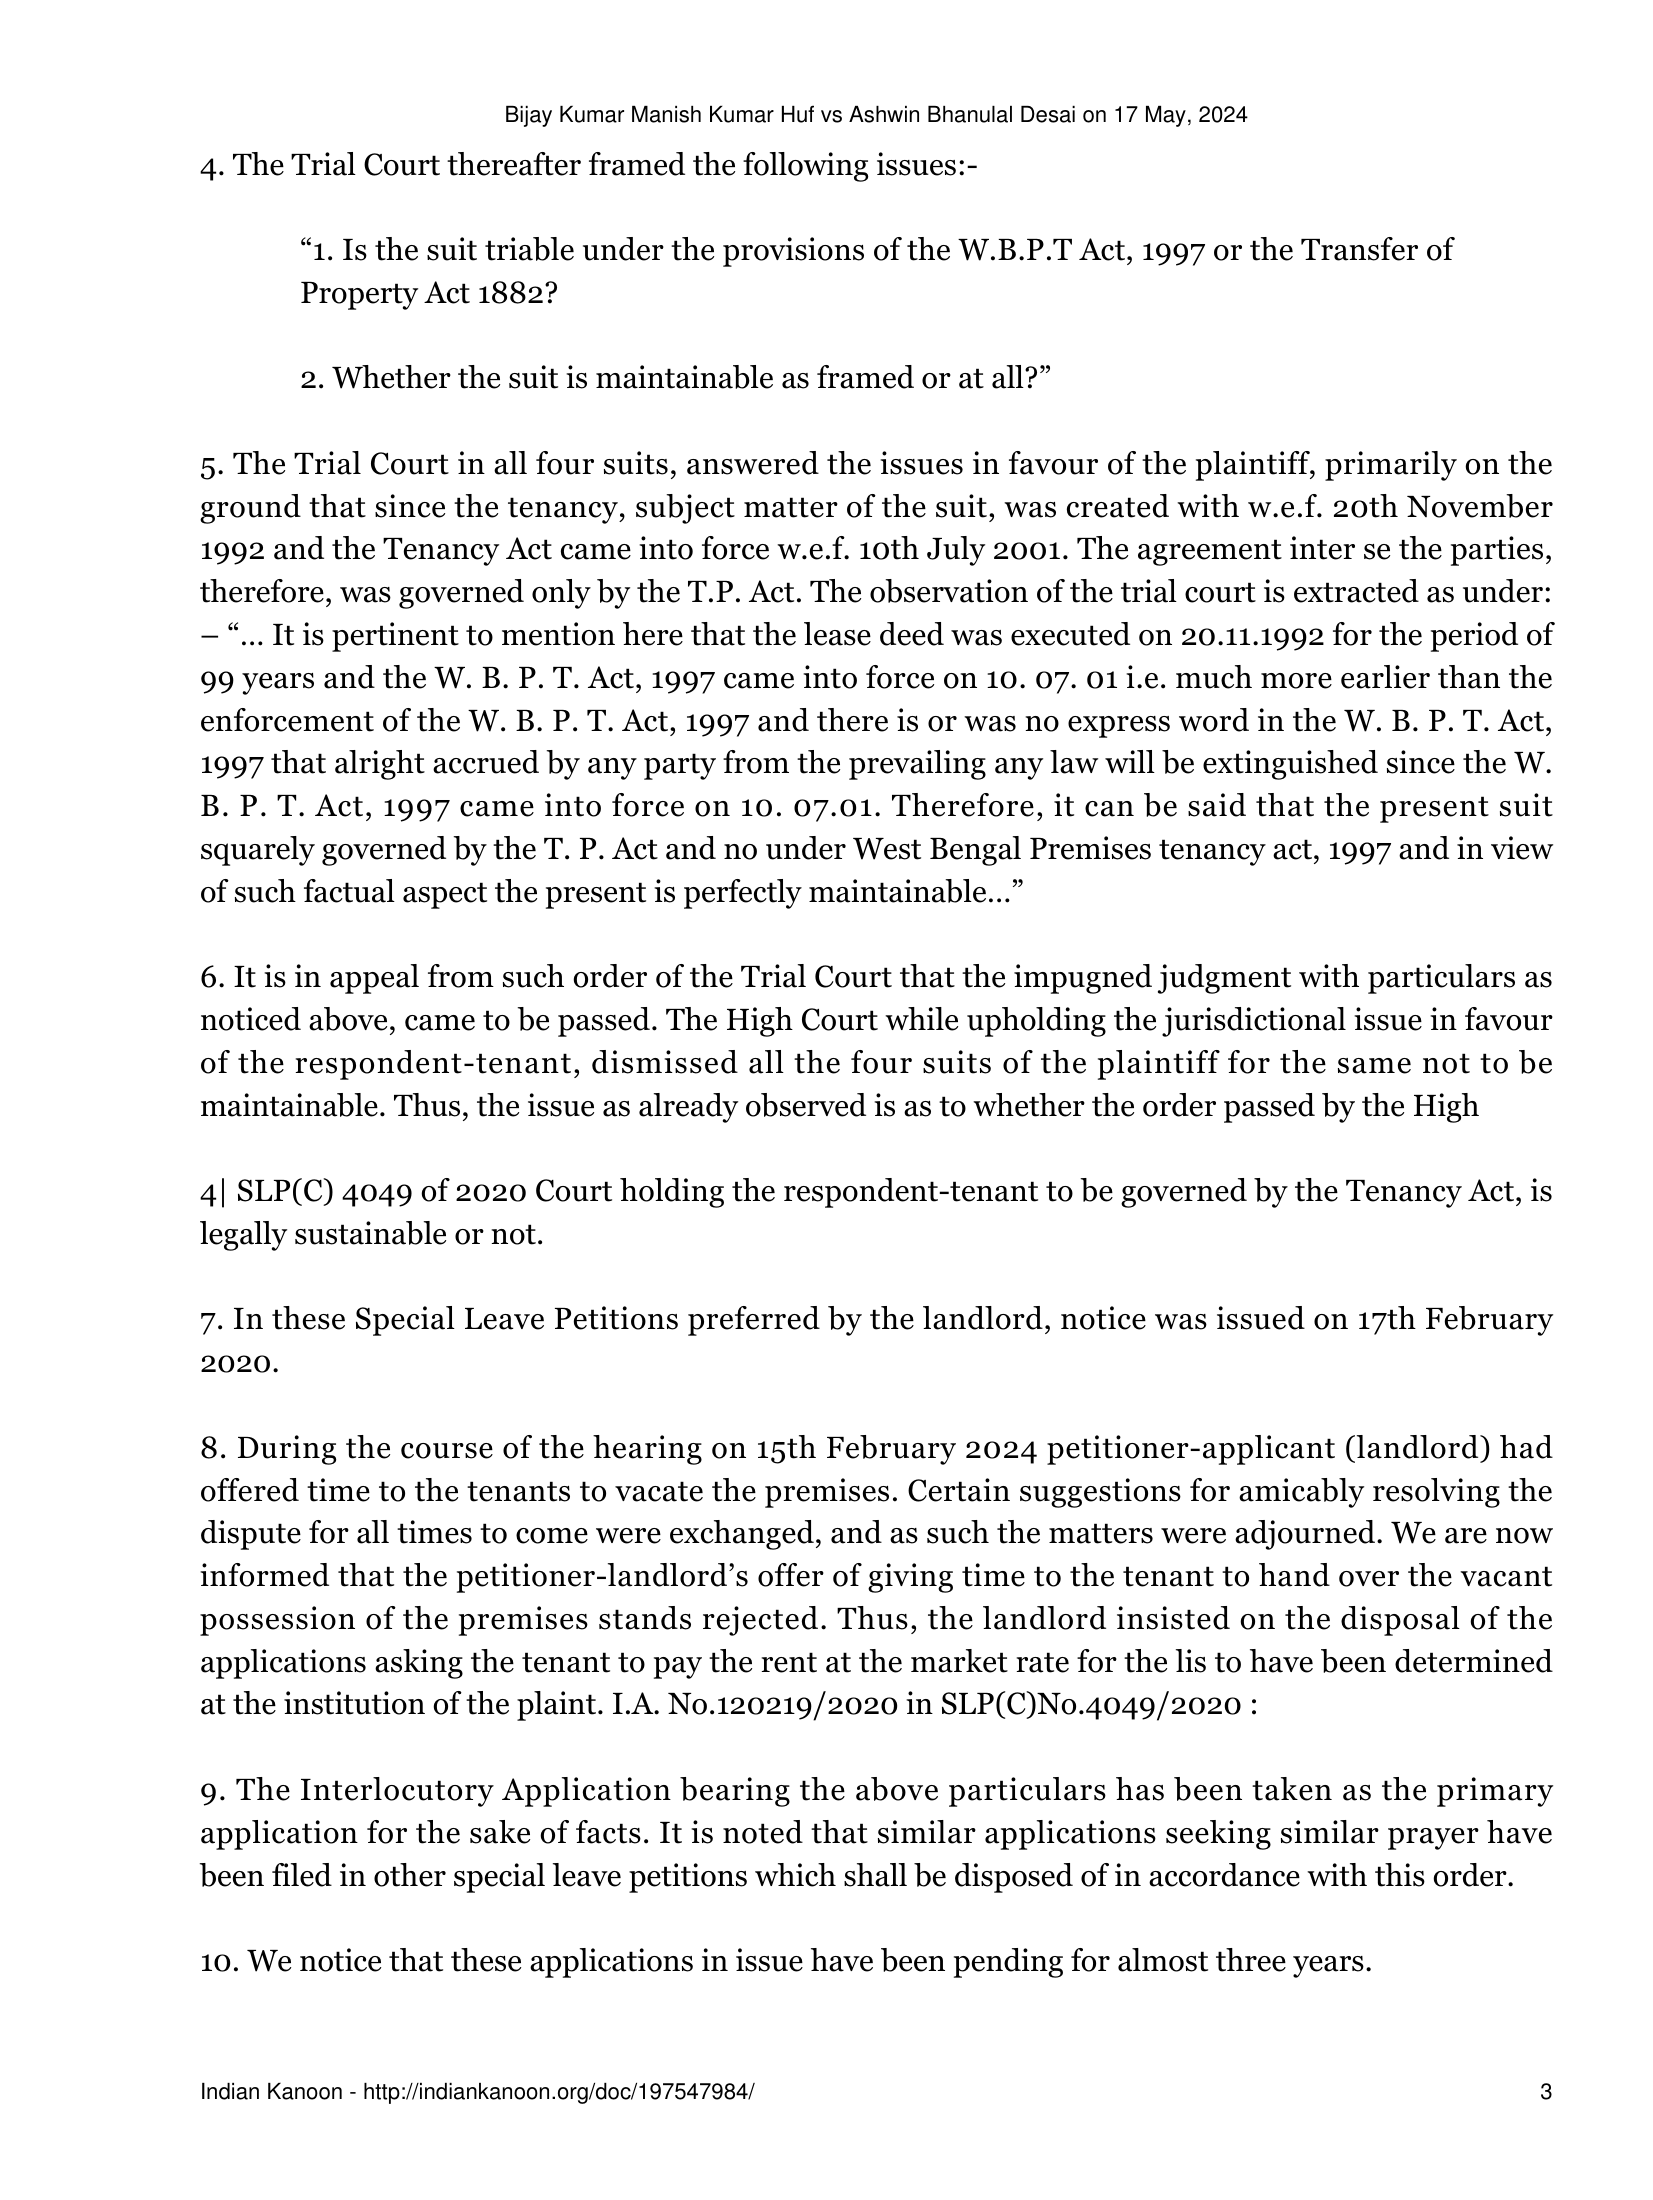 Bijay Kumar Manish Kumar Huf vs Ashwin Bhanulal Desai on 17 May, 2024
4. The Trial Court thereafter framed the following issues:-
“1. Is the suit triable under the provisions of the W.B.P.T Act, 1997 or the Transfer of
Property Act 1882?
2. Whether the suit is maintainable as framed or at all?”
5. The Trial Court in all four suits, answered the issues in favour of the plaintiff, primarily on the
ground that since the tenancy, subject matter of the suit, was created with w.e.f. 20th November
1992 and the Tenancy Act came into force w.e.f. 10th July 2001. The agreement inter se the parties,
therefore, was governed only by the T.P. Act. The observation of the trial court is extracted as under:
– “... It is pertinent to mention here that the lease deed was executed on 20.11.1992 for the period of
99 years and the W. B. P. T. Act, 1997 came into force on 10. 07. 01 i.e. much more earlier than the
enforcement of the W. B. P. T. Act, 1997 and there is or was no express word in the W. B. P. T. Act,
1997 that alright accrued by any party from the prevailing any law will be extinguished since the W.
B. P. T. Act, 1997 came into force on 10. 07.01. Therefore, it can be said that the present suit
squarely governed by the T. P. Act and no under West Bengal Premises tenancy act, 1997 and in view
of such factual aspect the present is perfectly maintainable...”
6. It is in appeal from such order of the Trial Court that the impugned judgment with particulars as
noticed above, came to be passed. The High Court while upholding the jurisdictional issue in favour
of the respondent-tenant, dismissed all the four suits of the plaintiff for the same not to be
maintainable. Thus, the issue as already observed is as to whether the order passed by the High
4| SLP(C) 4049 of 2020 Court holding the respondent-tenant to be governed by the Tenancy Act, is
legally sustainable or not.
7. In these Special Leave Petitions preferred by the landlord, notice was issued on 17th February
2020.
8. During the course of the hearing on 15th February 2024 petitioner-applicant (landlord) had
offered time to the tenants to vacate the premises. Certain suggestions for amicably resolving the
dispute for all times to come were exchanged, and as such the matters were adjourned. We are now
informed that the petitioner-landlord’s offer of giving time to the tenant to hand over the vacant
possession of the premises stands rejected. Thus, the landlord insisted on the disposal of the
applications asking the tenant to pay the rent at the market rate for the lis to have been determined
at the institution of the plaint. I.A. No.120219/2020 in SLP(C)No.4049/2020 :
9. The Interlocutory Application bearing the above particulars has been taken as the primary
application for the sake of facts. It is noted that similar applications seeking similar prayer have
been filed in other special leave petitions which shall be disposed of in accordance with this order.
10. We notice that these applications in issue have been pending for almost three years.
Indian Kanoon - http://indiankanoon.org/doc/197547984/ 3